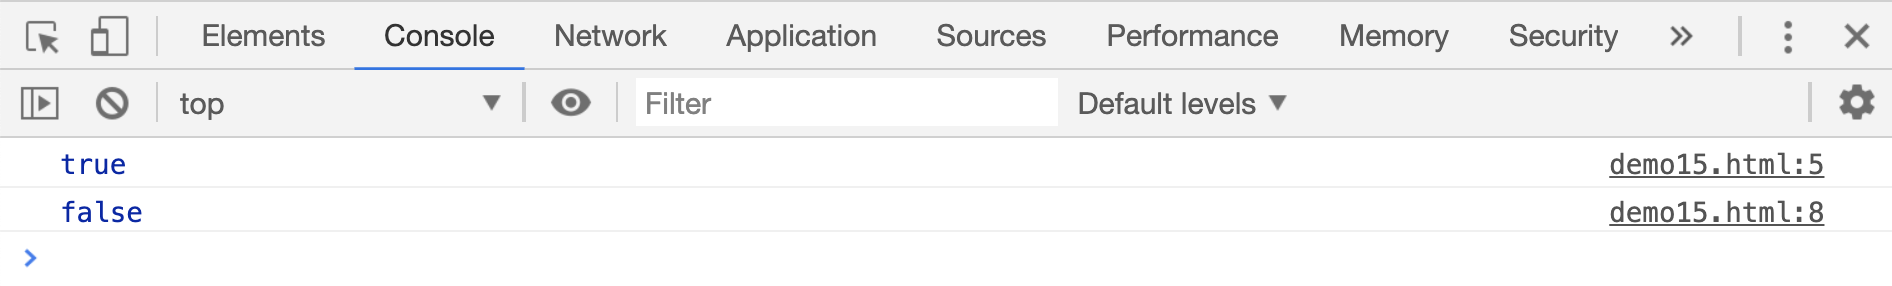 Elements Console Network Application Sources Performance Memory Security
top Filter Default levels
true demo15.html:5
false demo15.html:8